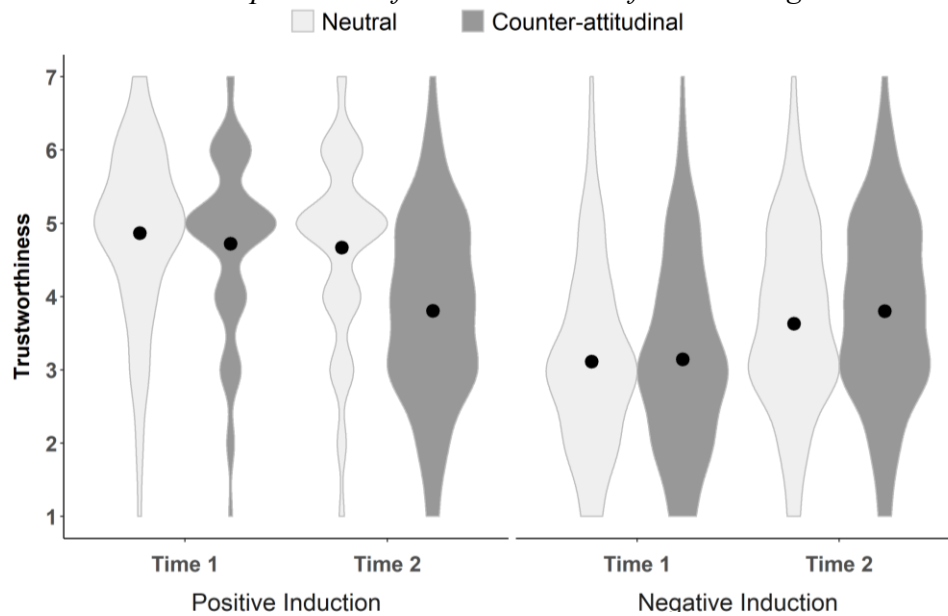 Neutral Counter-attitudinal
7
6
5
4
3
2
1
Trustworthiness
Time 1 Time 2 Time 1 Time 2
Positive Induction Negative Induction